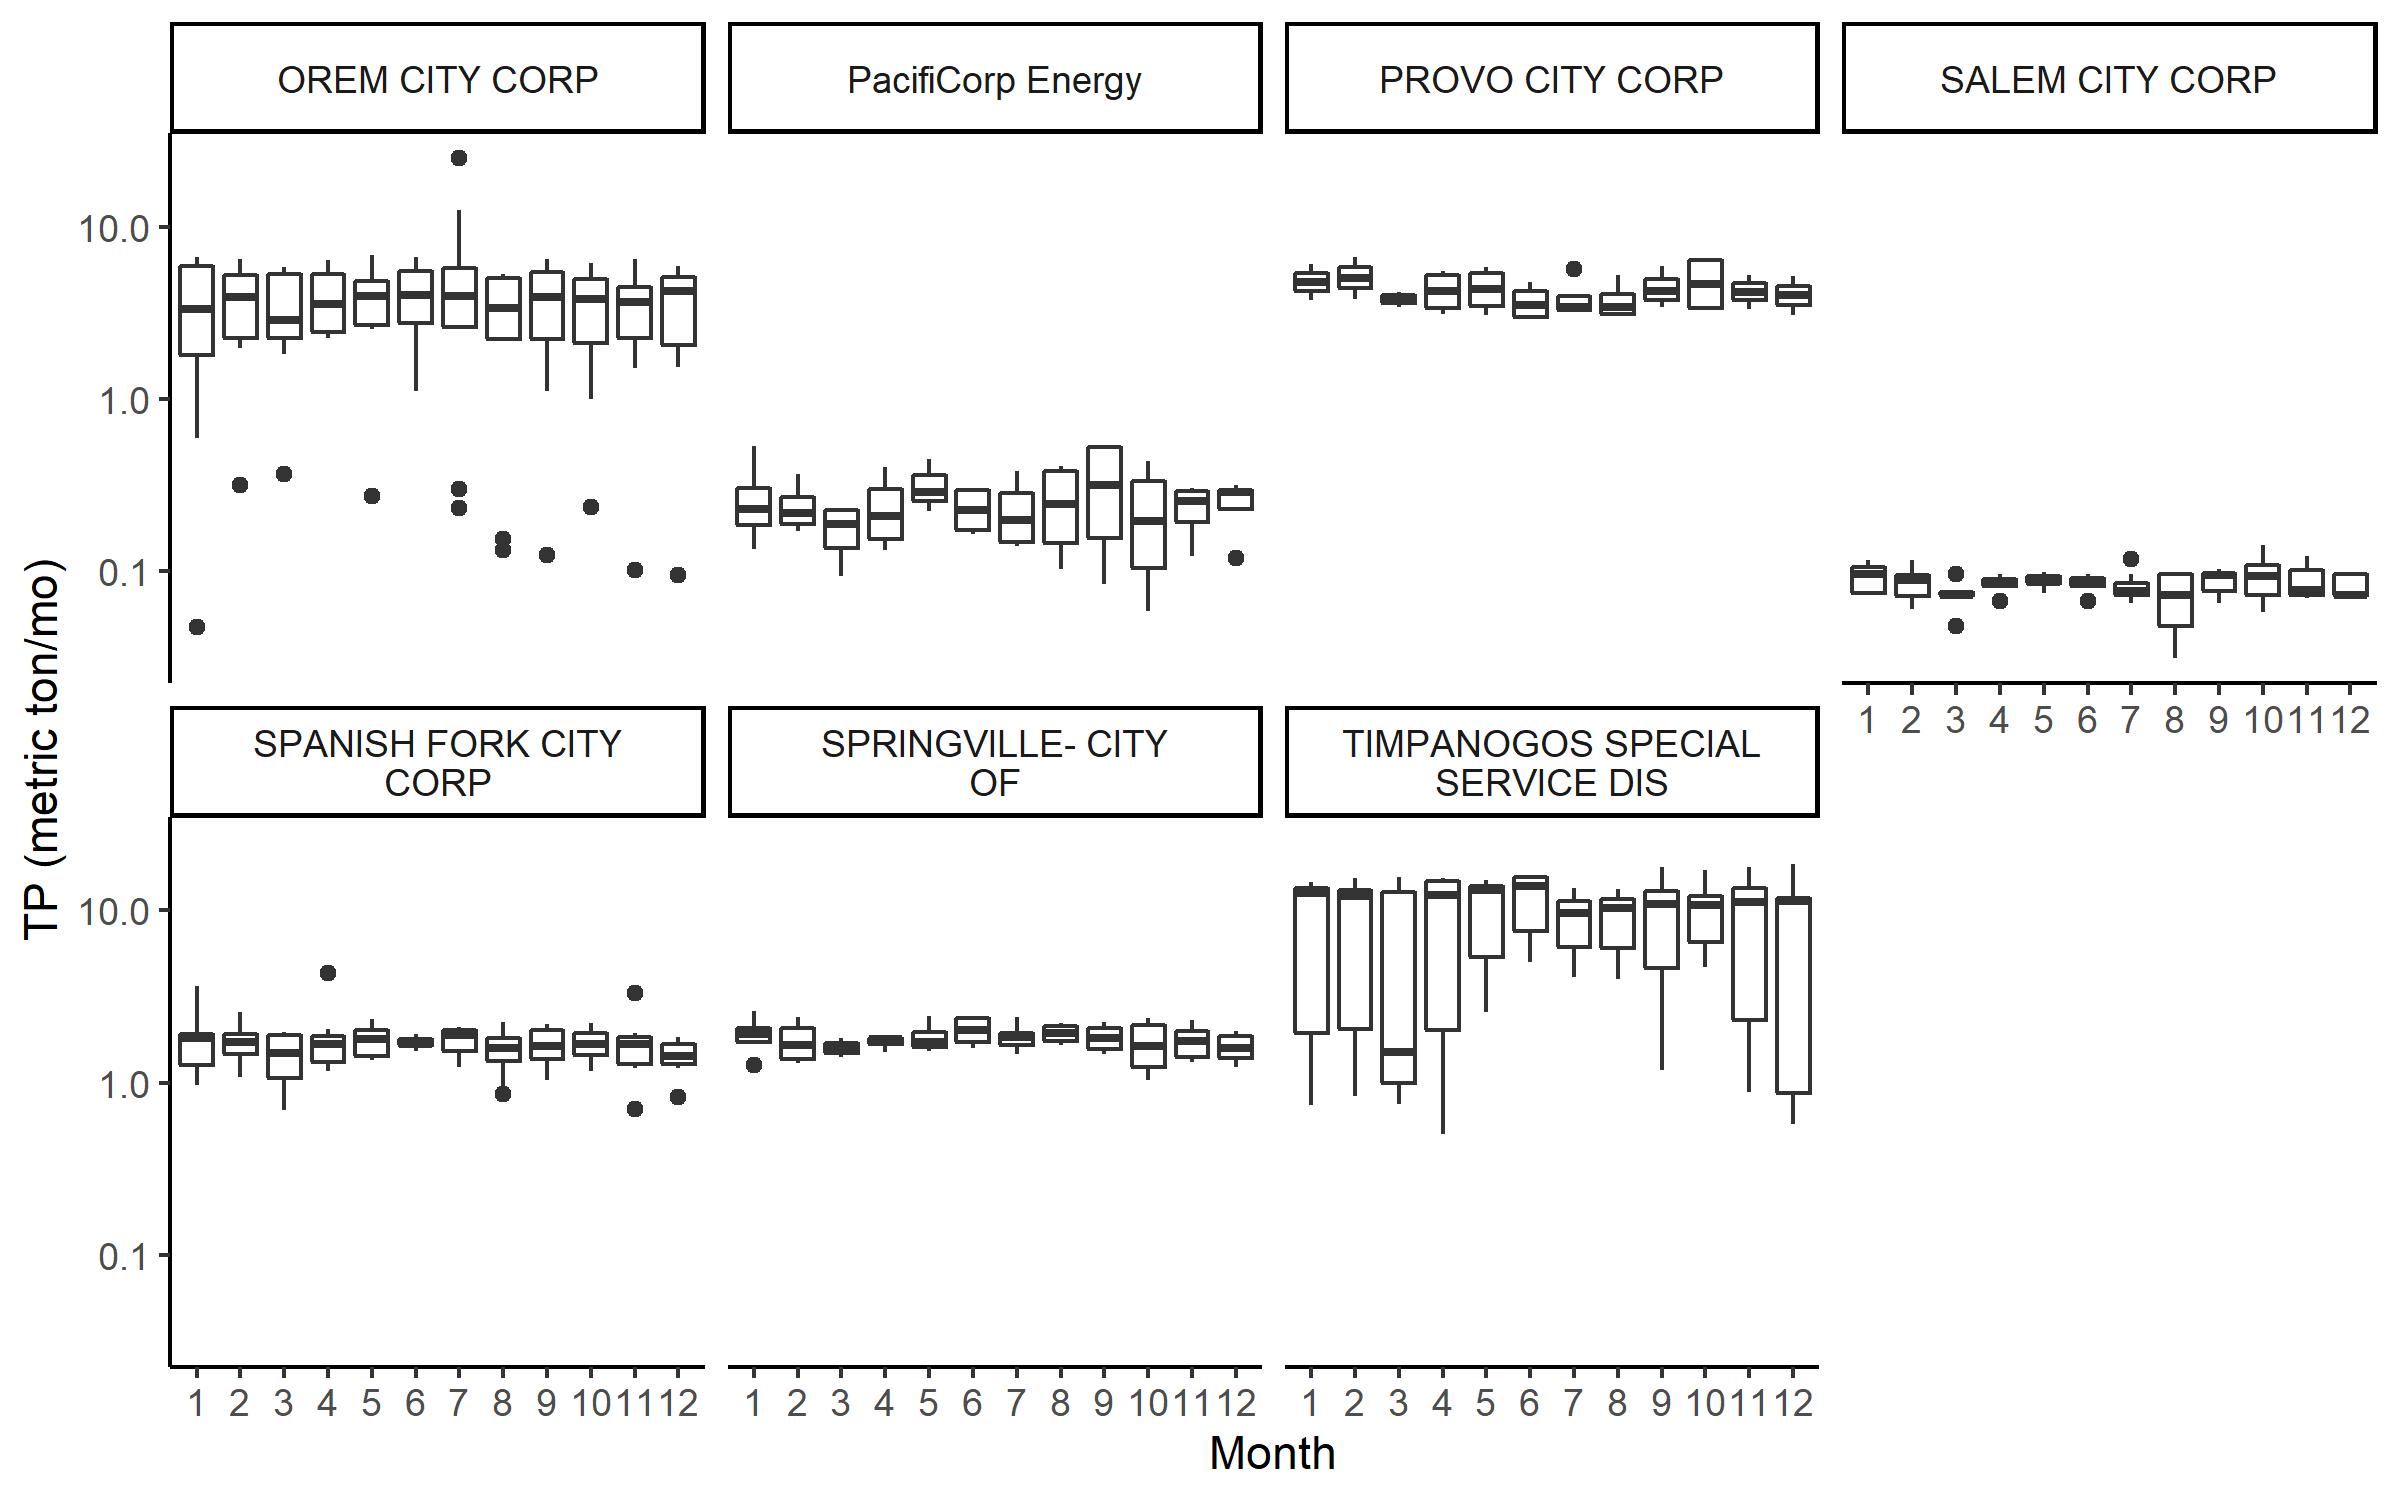 OREM CITY CORP
PacifiCorp Energy
PROVO CITY CORP
SALEM CITY CORP
10.0
1.0
0.1
1 2 3 4 5 6 7 8 9 10 11 12
SPANISH FORK CITY
CORP
SPRINGVILLE- CITY
OF
TIMPANOGOS SPECIAL
SERVICE DIS
10.0
1.0
0.1
1 2 3 4 5 6 7 8 9 10 11 12
1 2 3 4 5 6 7 8 9 10 11 12
1 2 3 4 5 6 7 8 9 10 11 12
Month
TP (metric ton/mo)